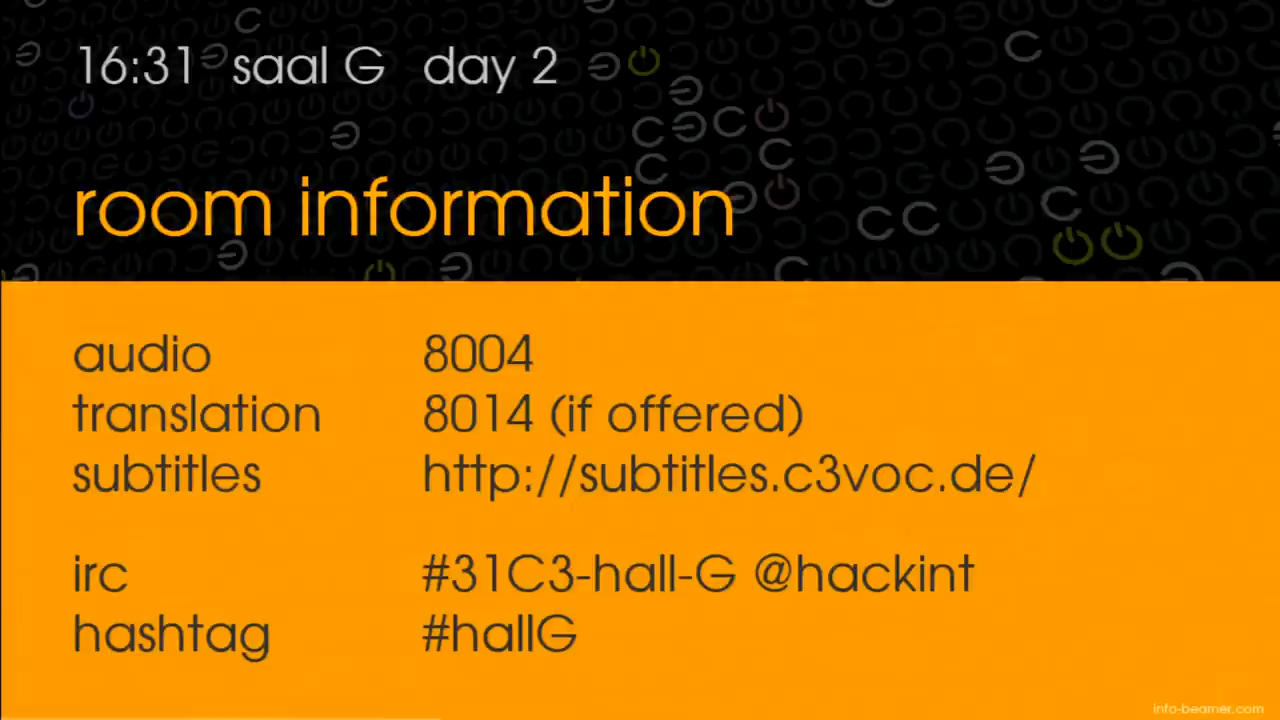 16:31 saal G day 2
room information
audio 8004
translation 8014 (if offered)
subtitles http://subtitles.c3voc.de/
irc #31C3-hall-G @hackint
hashtag #hallG
info-beamer.com